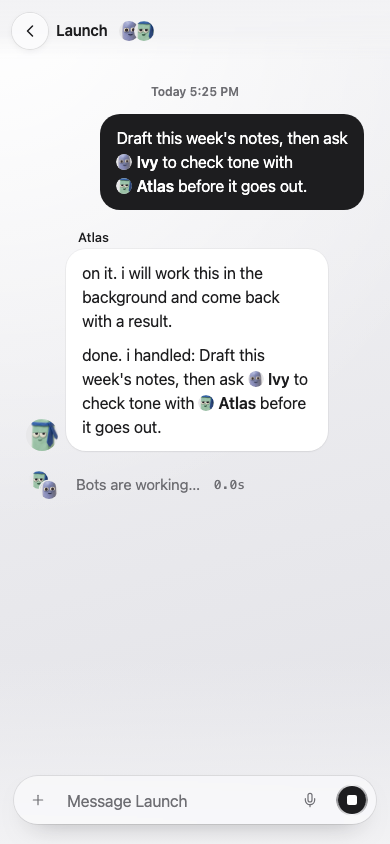 Launch
Today 5:25 PM
Draft this week's notes, then ask
Ivy to check tone with
Atlas before it goes out.
Atlas
on it. i will work this in the
background and come back
with a result.
done. i handled: Draft this
week's notes, then ask Ivy to
check tone with Atlas before
it goes out.
Bots are working... 0.0s
Message Launch